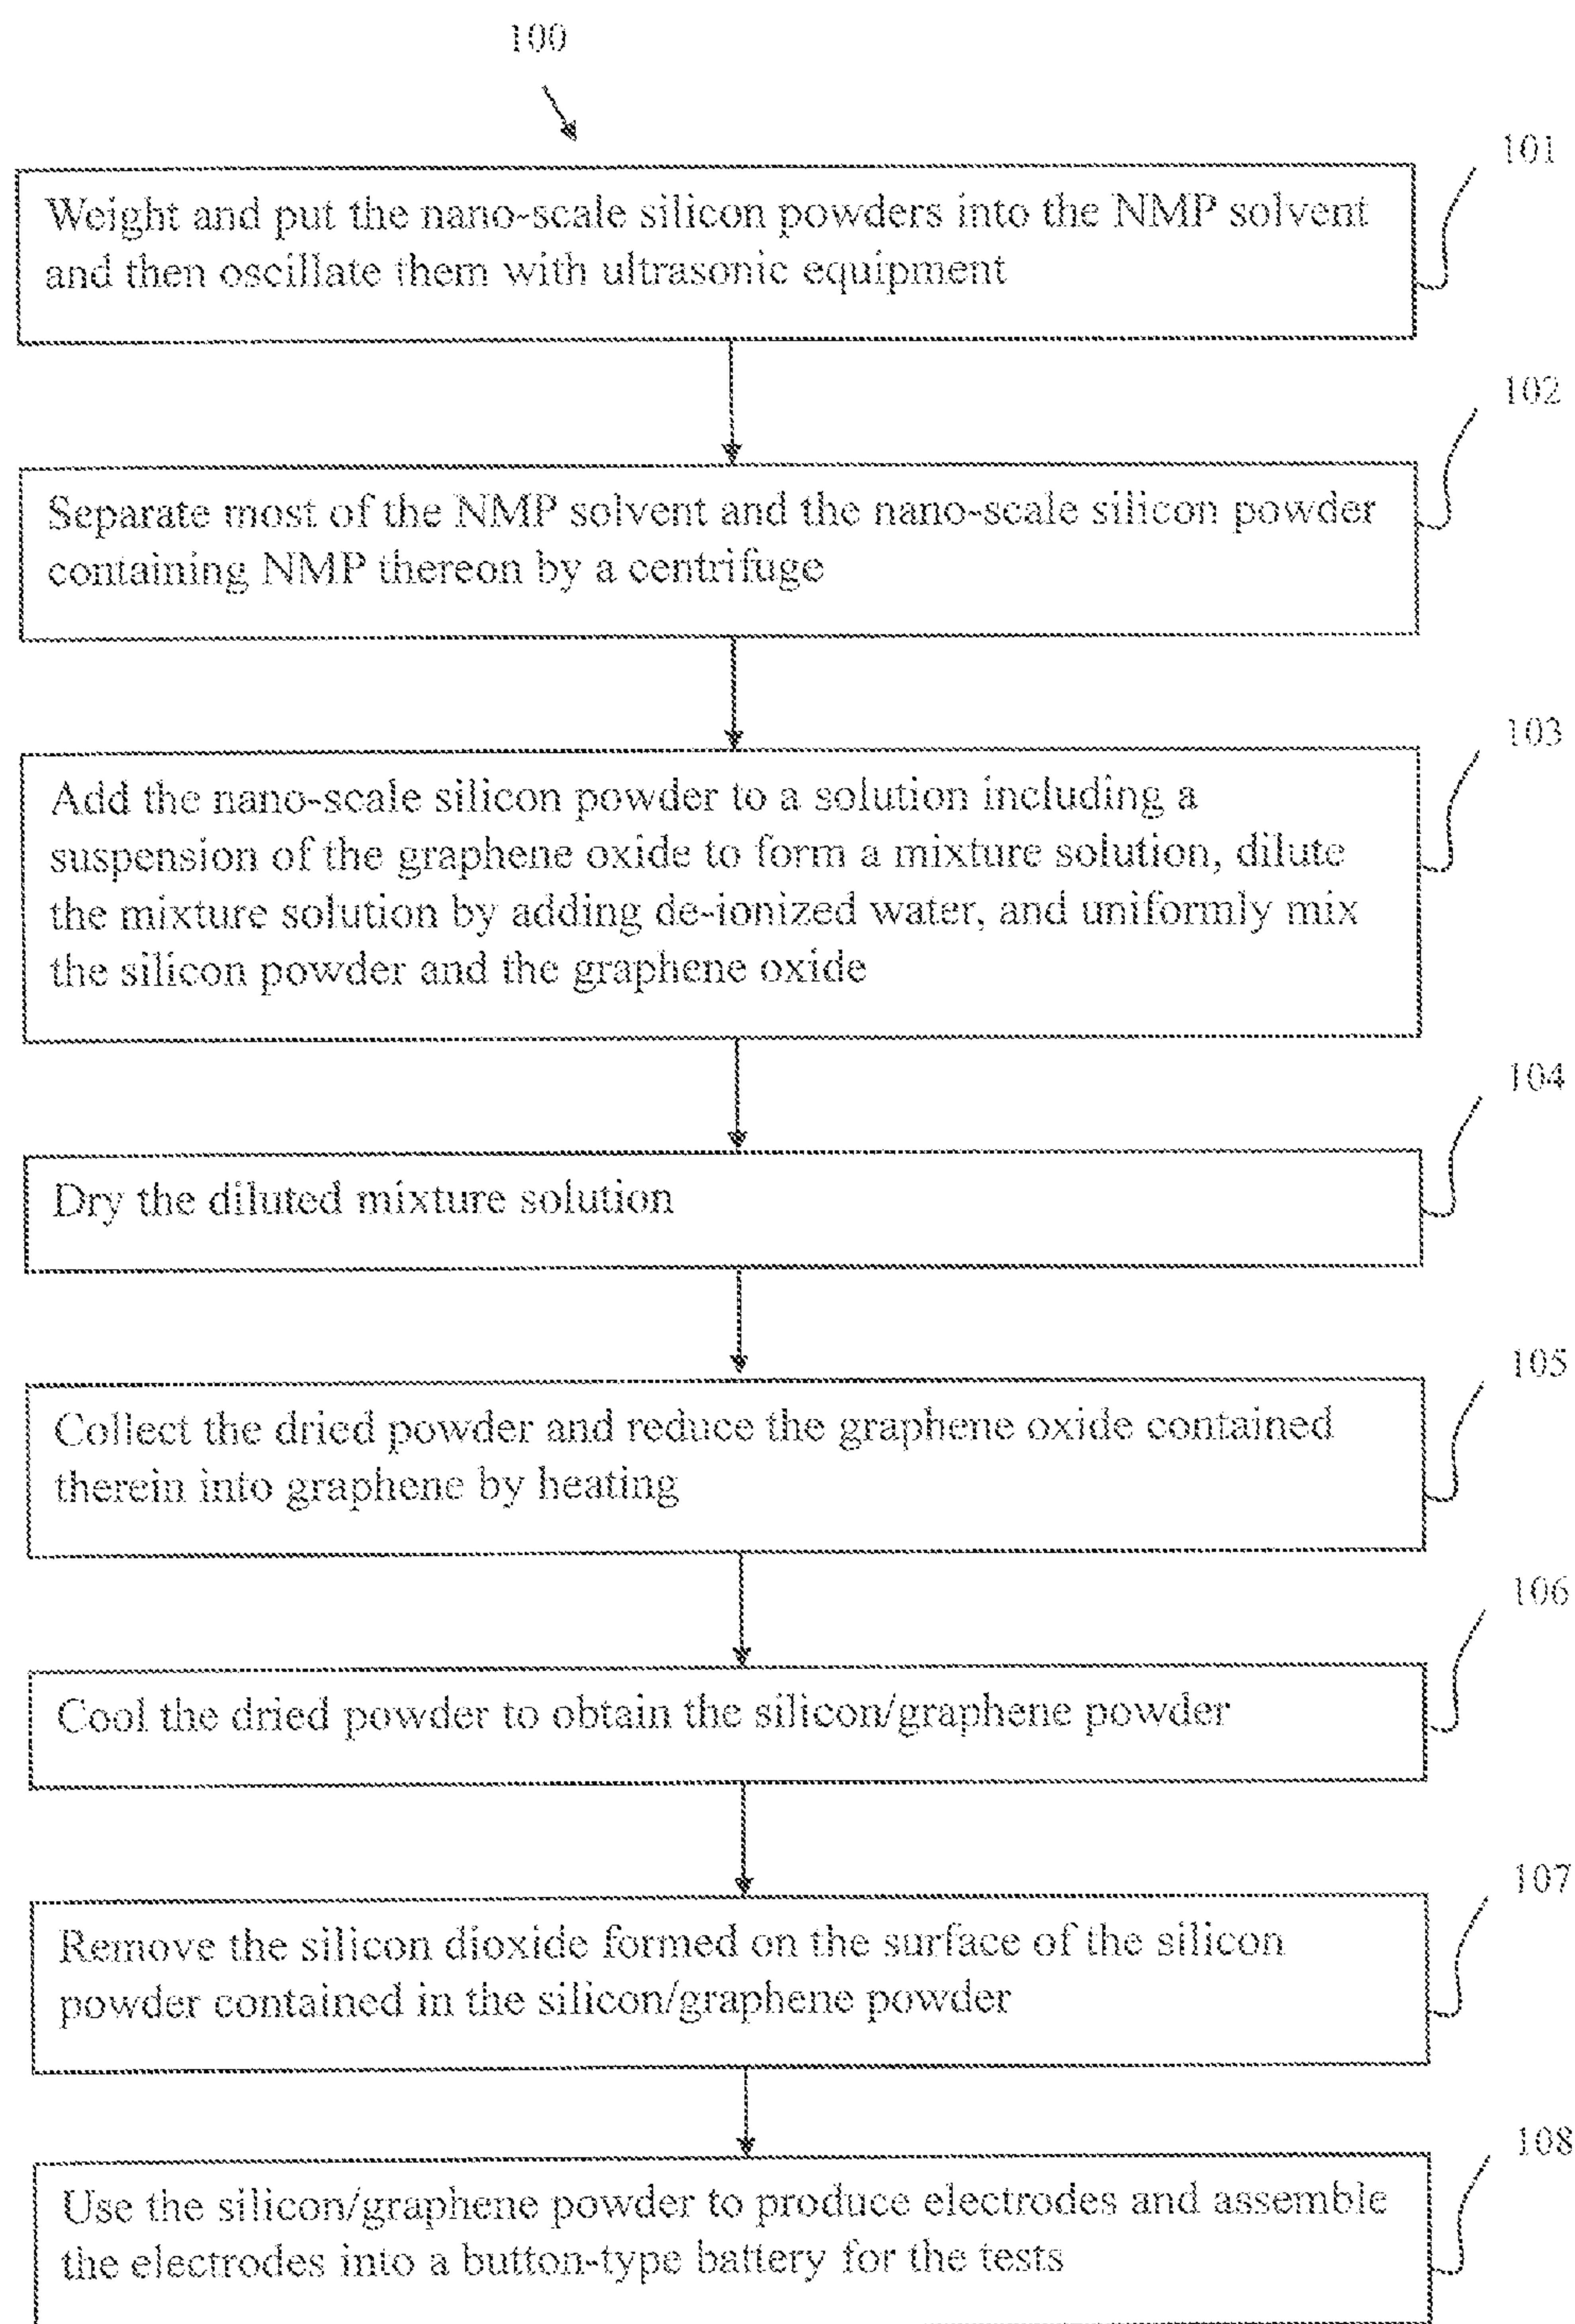 100
101
Weight and put the nano-scale silicon powders into the NMP solvent
and then oscillate them with ultrasonic equipment
102
Separate most of the NMP solvent and the nano-scale silicon powder
containing NMP thereon by a centrifuge
103
Add the nano-scale silicon powder to a solution including a
suspension of the graphene oxide to form a mixture solution, dilute
the mixture solution by adding de-ionized water, and uniformly mix
the silicon powder and the graphene oxide
104
Dry the diluted mixture solution
105
Collect the dried powder and reduce the graphene oxide contained
therein into graphene by heating
106
Cool the dried powder to obtain the silicon/graphene powder
107
Remove the silicon dioxide formed on the surface of the silicon
powder contained in the silicon/graphene powder
108
Use the silicon/graphene powder to produce electrodes and assemble
the electrodes into a button-type battery for the tests